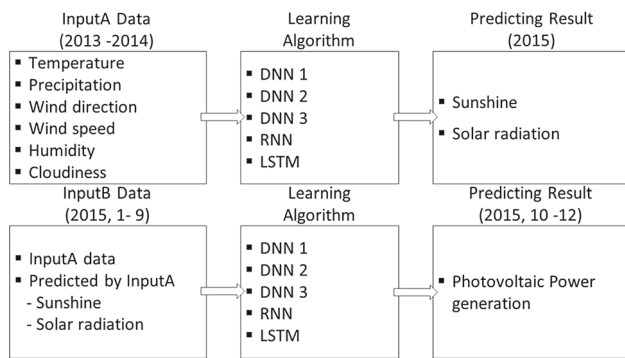 InputA Data
(2013 -2014)
▪ Temperature
▪ Precipitation
▪ Wind direction
▪ Wind speed
▪ Humidity
▪ Cloudiness
Learning
Algorithm
▪ DNN 1
▪ DNN 2
▪ DNN 3
▪ RNN
▪ LSTM
Predicting Result
(2015)
▪ Sunshine
▪ Solar radiation
InputB Data
(2015, 1- 9)
▪ InputA data
▪ Predicted by InputA
- Sunshine
- Solar radiation
Learning
Algorithm
▪ DNN 1
▪ DNN 2
▪ DNN 3
▪ RNN
▪ LSTM
Predicting Result
(2015, 10 -12)
▪ Photovoltaic Power
generation